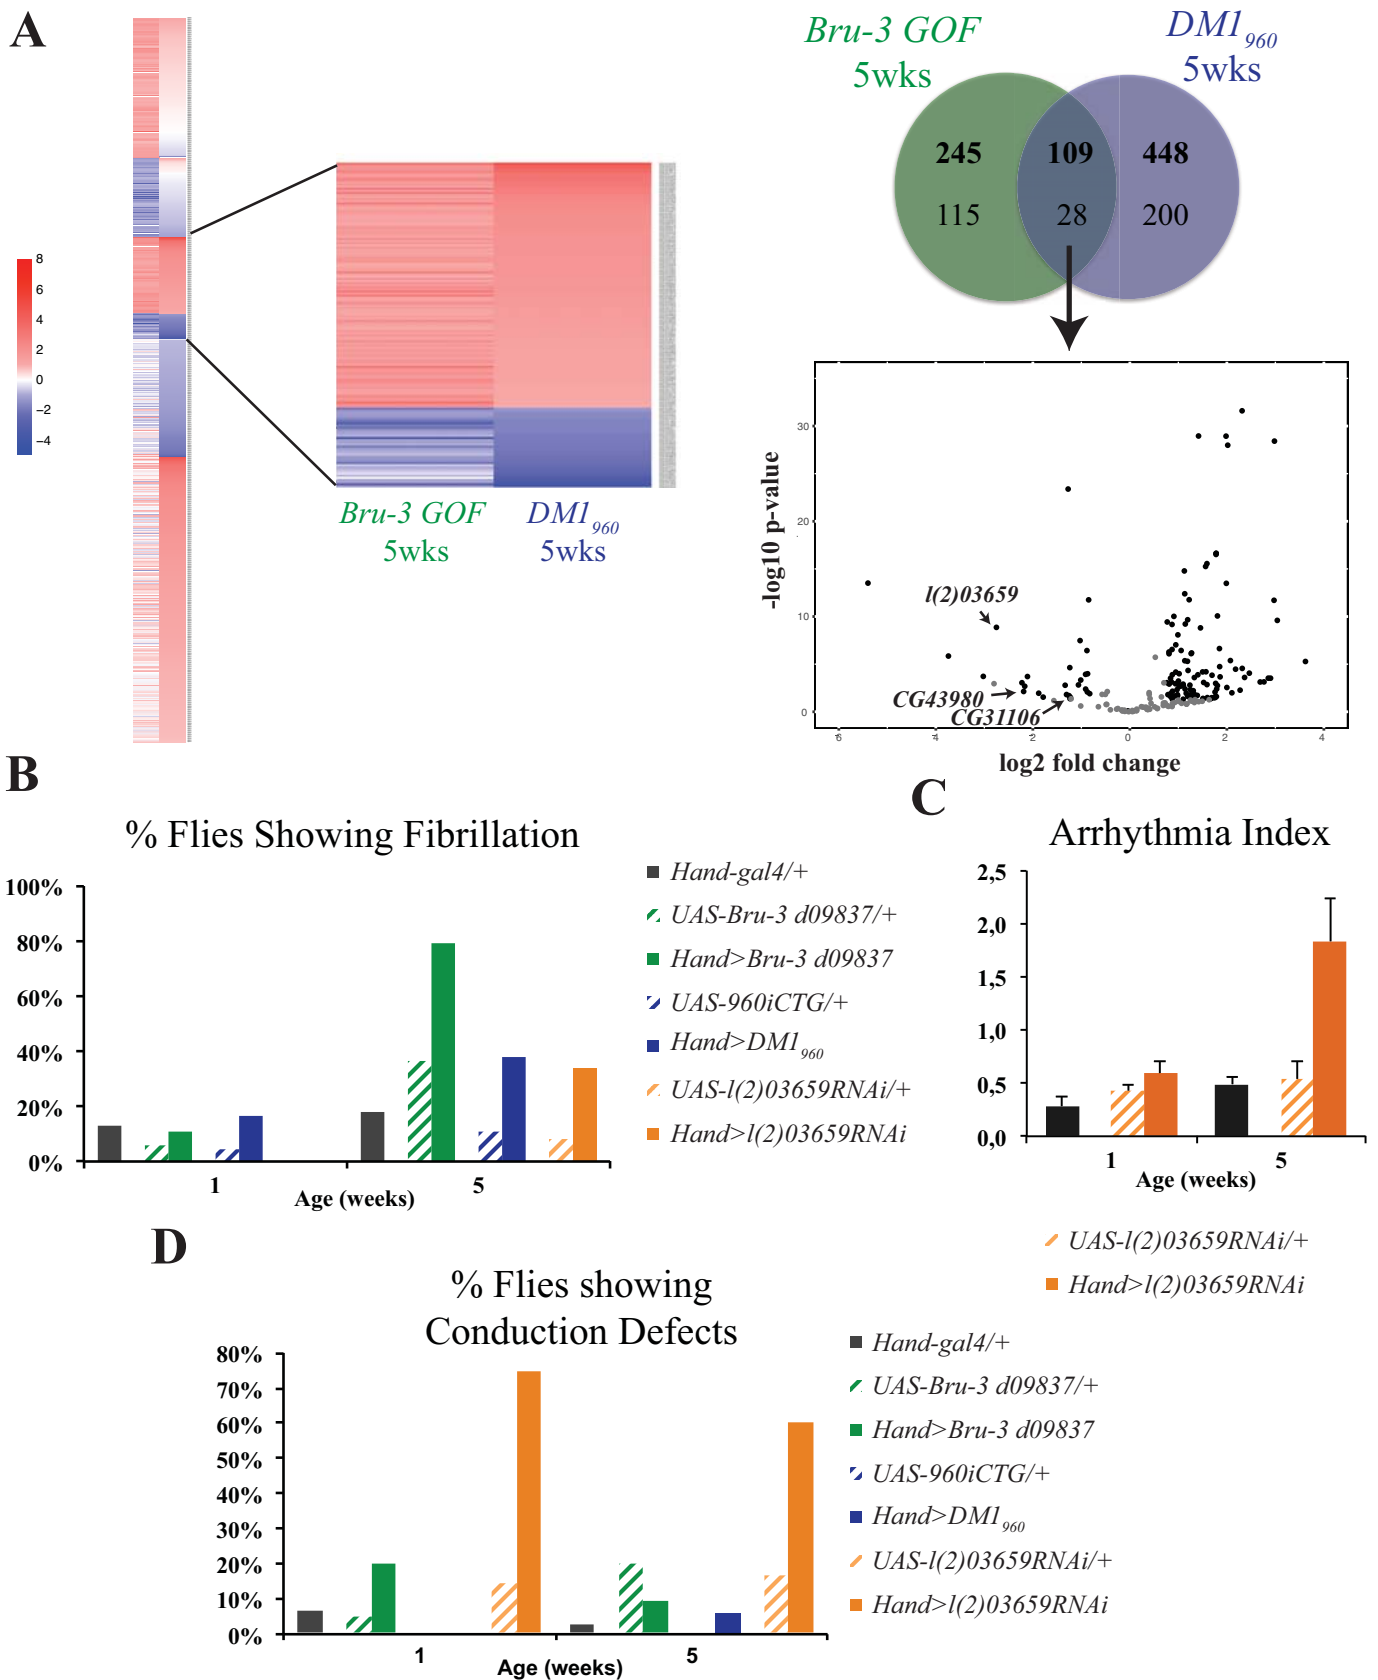 A
Bru-3 GOF
5wks
DM1960
5wks
245
109
448
115
28
200
8
6
4
2
0
−2
−4
Bru-3 GOF
5wks
DM1960
5wks
-log10 p-value
30
20
10
0
l(2)03659
CG43980
CG31106
-6
-4
-2
0
2
4
log2 fold change
B
% Flies Showing Fibrillation
100%
80%
60%
40%
20%
0%
1
5
Age (weeks)
Hand-gal4/+
UAS-Bru-3 d09837/+
Hand>Bru-3 d09837
UAS-960iCTG/+
Hand>DM1960
UAS-l(2)03659RNAi/+
Hand>l(2)03659RNAi
C
Arrhythmia Index
2,5
2,0
1,5
1,0
0,5
0,0
1
5
Age (weeks)
UAS-l(2)03659RNAi/+
Hand>l(2)03659RNAi
D
% Flies showing
Conduction Defects
80%
70%
60%
50%
40%
30%
20%
10%
0%
1
5
Age (weeks)
Hand-gal4/+
UAS-Bru-3 d09837/+
Hand>Bru-3 d09837
UAS-960iCTG/+
Hand>DM1960
UAS-l(2)03659RNAi/+
Hand>l(2)03659RNAi